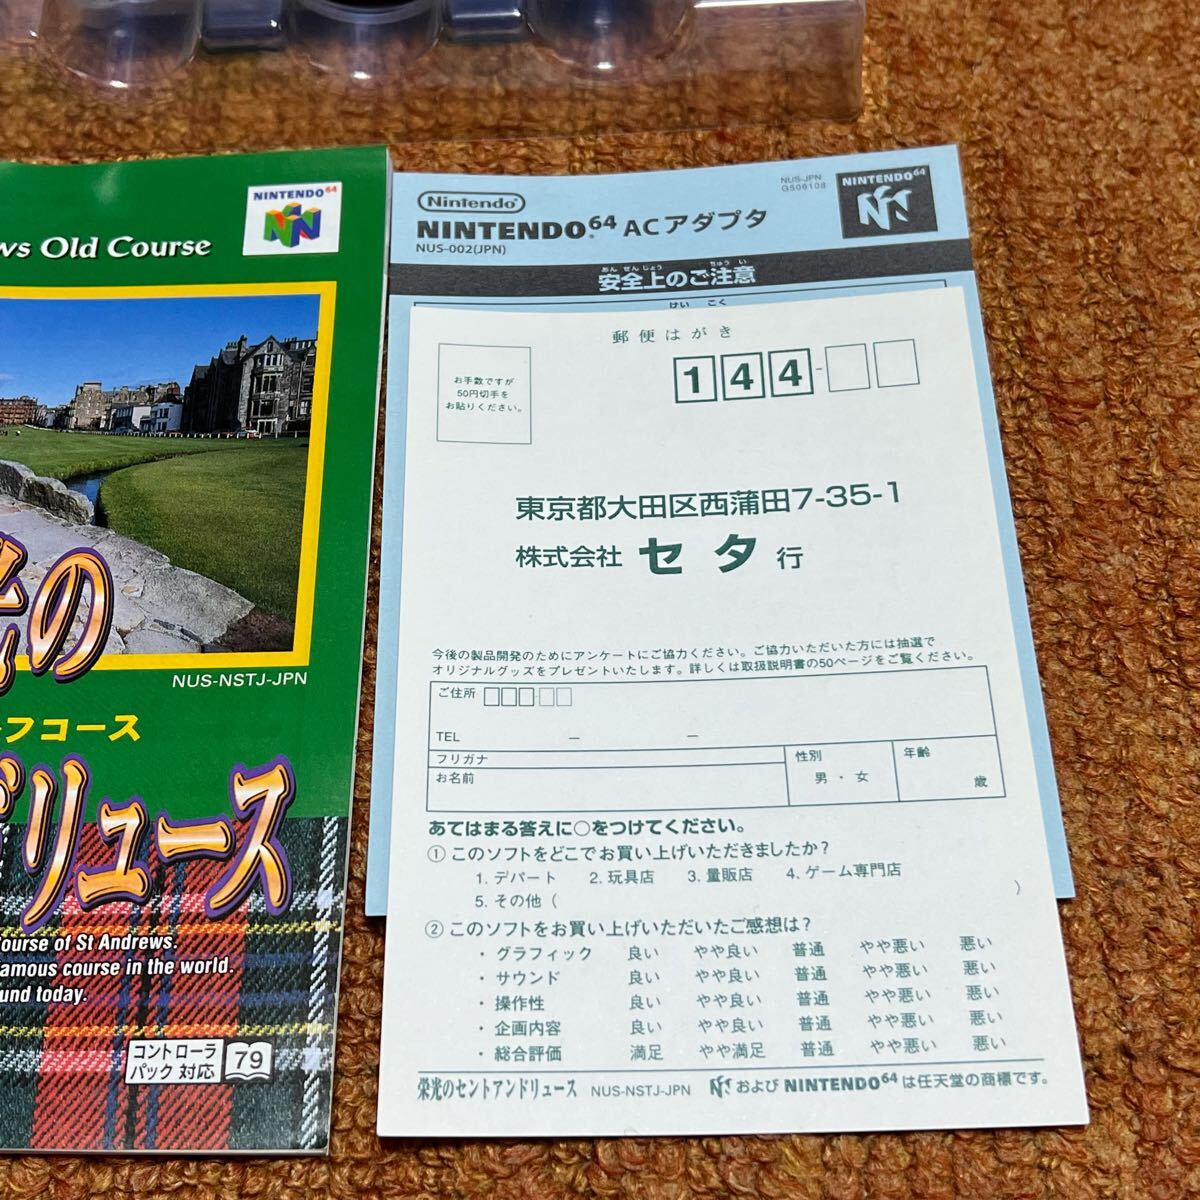 ws Old Course
NINTENDO64
光の
NUS-NSTJ-JPN
フコース
ドリュース
ourse of St Andrews.
amous course in the world.
und today.
コントローラ
パック 対応 79
Nintendo
NINTENDO64 ACアダプタ
NUS-002(JPN)
NUS-JPN
GS06108
NINTENDO64
あん ぜん じょう ちゅう い
安全上のご注意
けい こく
郵便はがき
お手数ですが
50円切手を
お貼りください。
144-
東京都大田区西蒲田7-35-1
株式会社 セタ 行
今後の製品開発のためにアンケートにご協力ください。ご協力いただいた方には抽選で
オリジナルグッズをプレゼントいたします。詳しくは取扱説明書の50ページをご覧ください。
ご住所
TEL － －
フリガナ
お名前
性別
男・女
年齢
歳
あてはまる答えに○をつけてください。
① このソフトをどこでお買い上げいただきましたか?
1. デパート 2. 玩具店 3. 量販店 4. ゲーム専門店
5. その他 ( )
② このソフトをお買い上げいただいたご感想は?
・グラフィック 良い やや良い 普通 やや悪い 悪い
・サウンド 良い やや良い 普通 やや悪い 悪い
・操作性 良い やや良い 普通 やや悪い 悪い
・企画内容 良い やや良い 普通 やや悪い 悪い
・総合評価 満足 やや満足 普通 やや悪い 悪い
栄光のセントアンドリュース NUS-NSTJ-JPN および NINTENDO64 は任天堂の商標です。